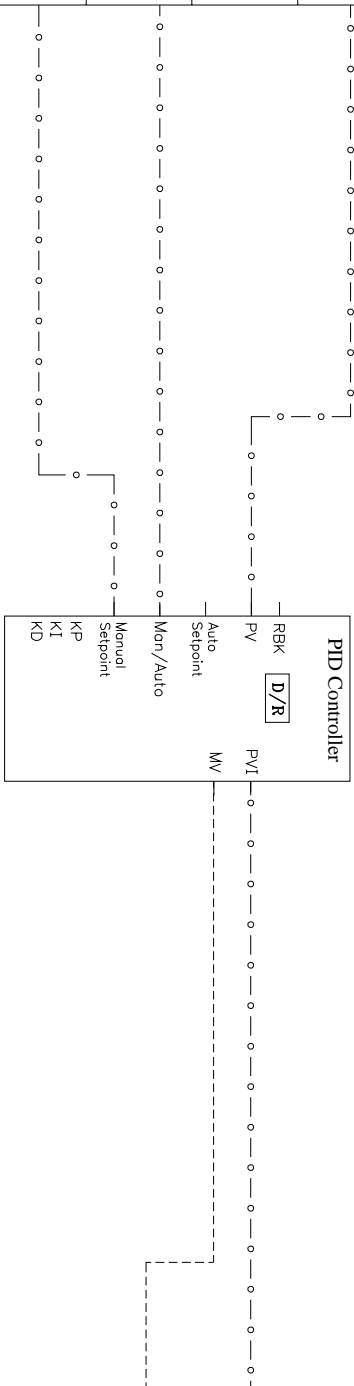 PID Controller
D/R
RBK
PV
Auto
Setpoint
Man/Auto
Manual
Setpoint
KP
KI
KD
PVI
MV